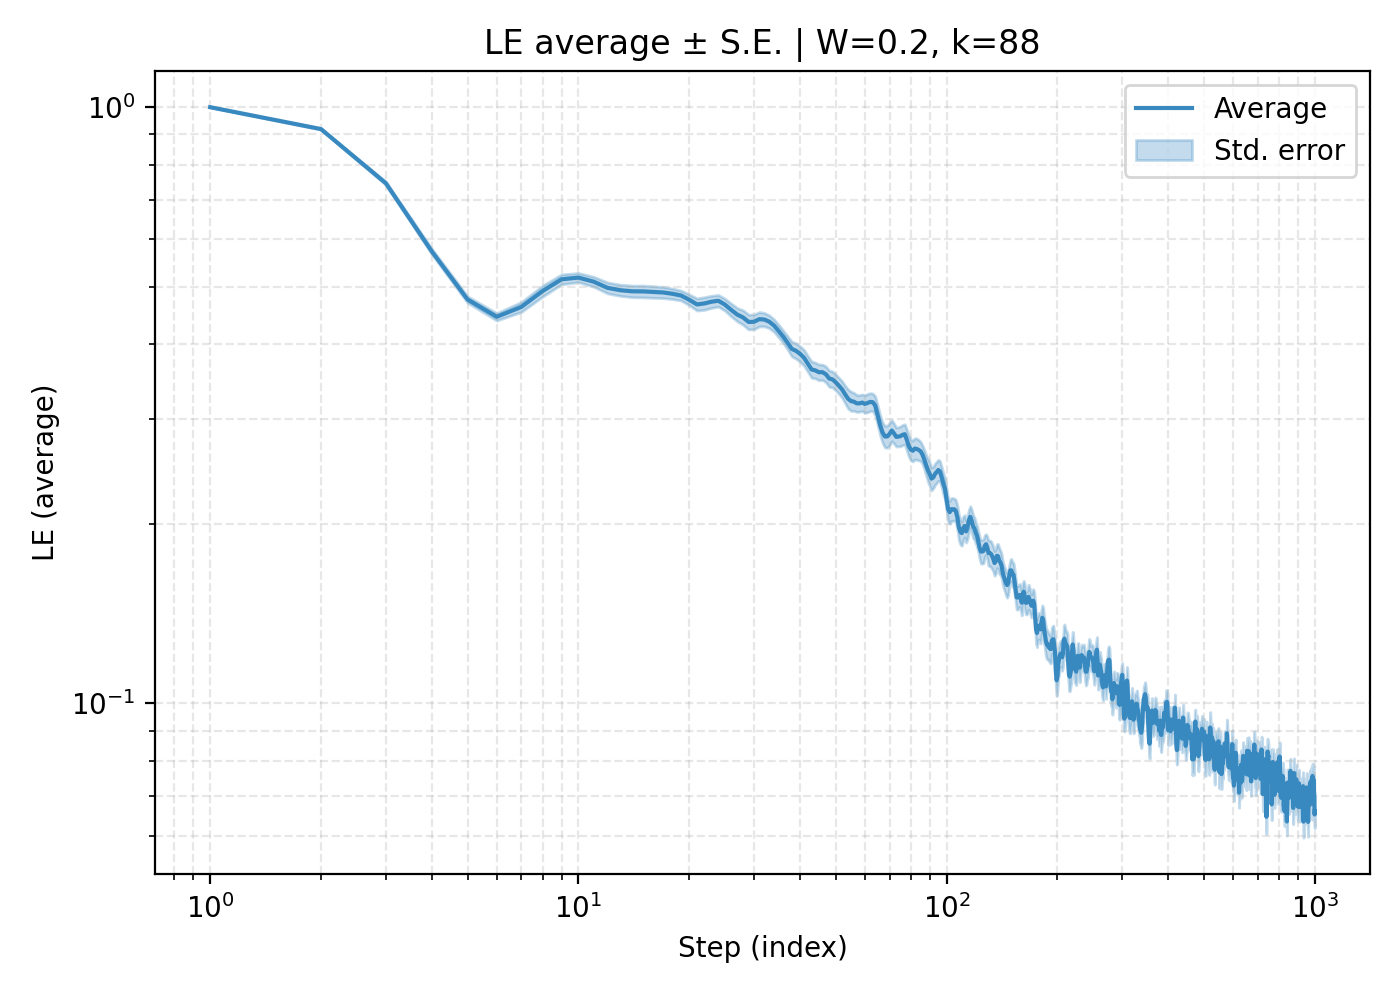 LE average ± S.E. | W=0.2, k=88
Average
Std. error
LE (average)
10⁰
10⁻¹
10⁰
10¹
10²
10³
Step (index)